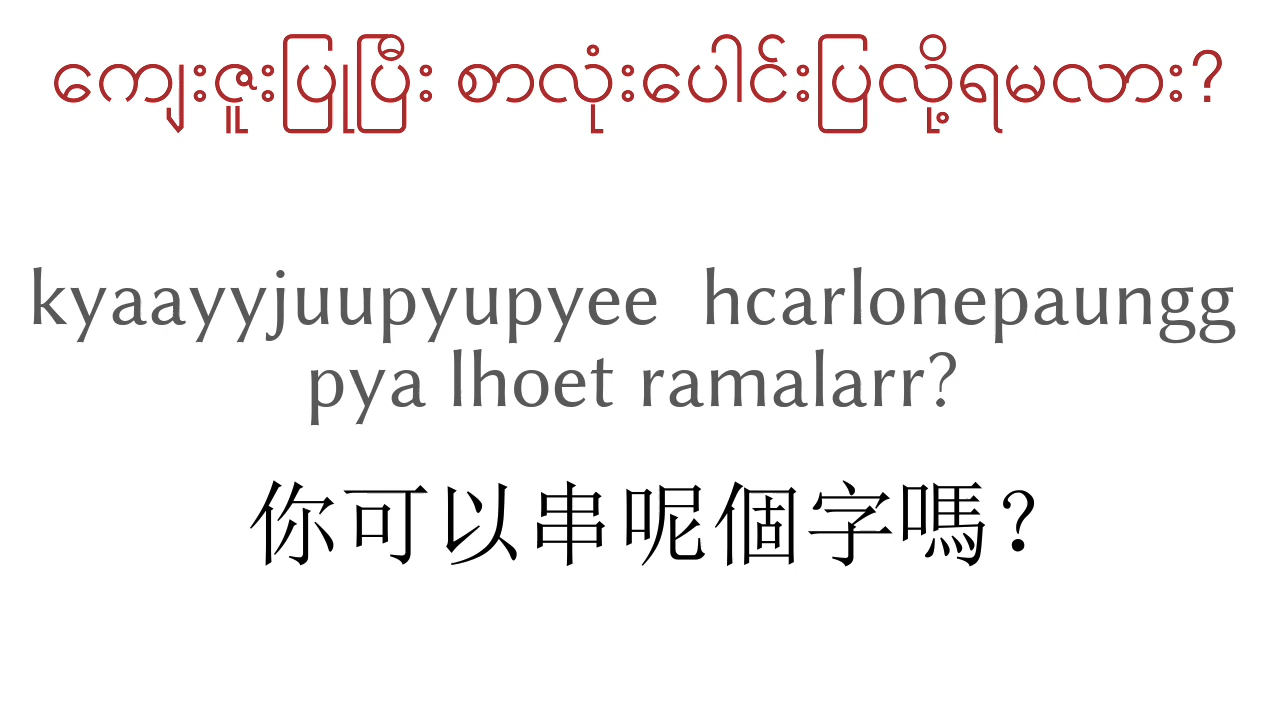 ကျေးဇူးပြုပြီး စာလုံးပေါင်းပြလို့ရမလား?
kyaayyjuupyupyee hcarlonepaungg
pya lhoet ramalarr?
你可以串呢個字嗎？